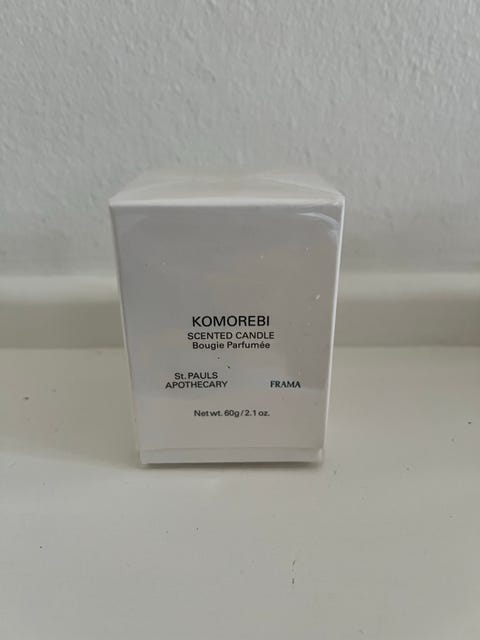 KOMOREBI
SCENTED CANDLE
Bougie Parfumée
St. PAULS
APOTHECARY
FRAMA
Net wt. 60g/2.1 oz.